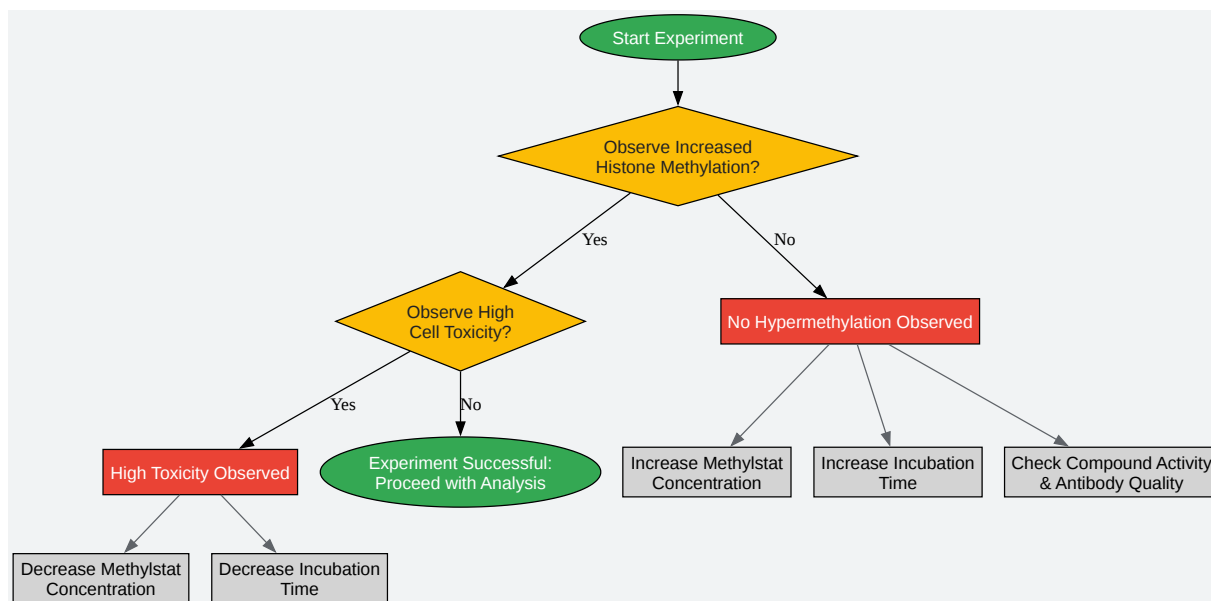 Start Experiment
Observe Increased
Histone Methylation?
Yes
No
Observe High
Cell Toxicity?
No Hypermethylation Observed
Yes
No
High Toxicity Observed
Experiment Successful:
Proceed with Analysis
Increase Methylstat
Concentration
Increase Incubation
Time
Check Compound Activity
& Antibody Quality
Decrease Methylstat
Concentration
Decrease Incubation
Time